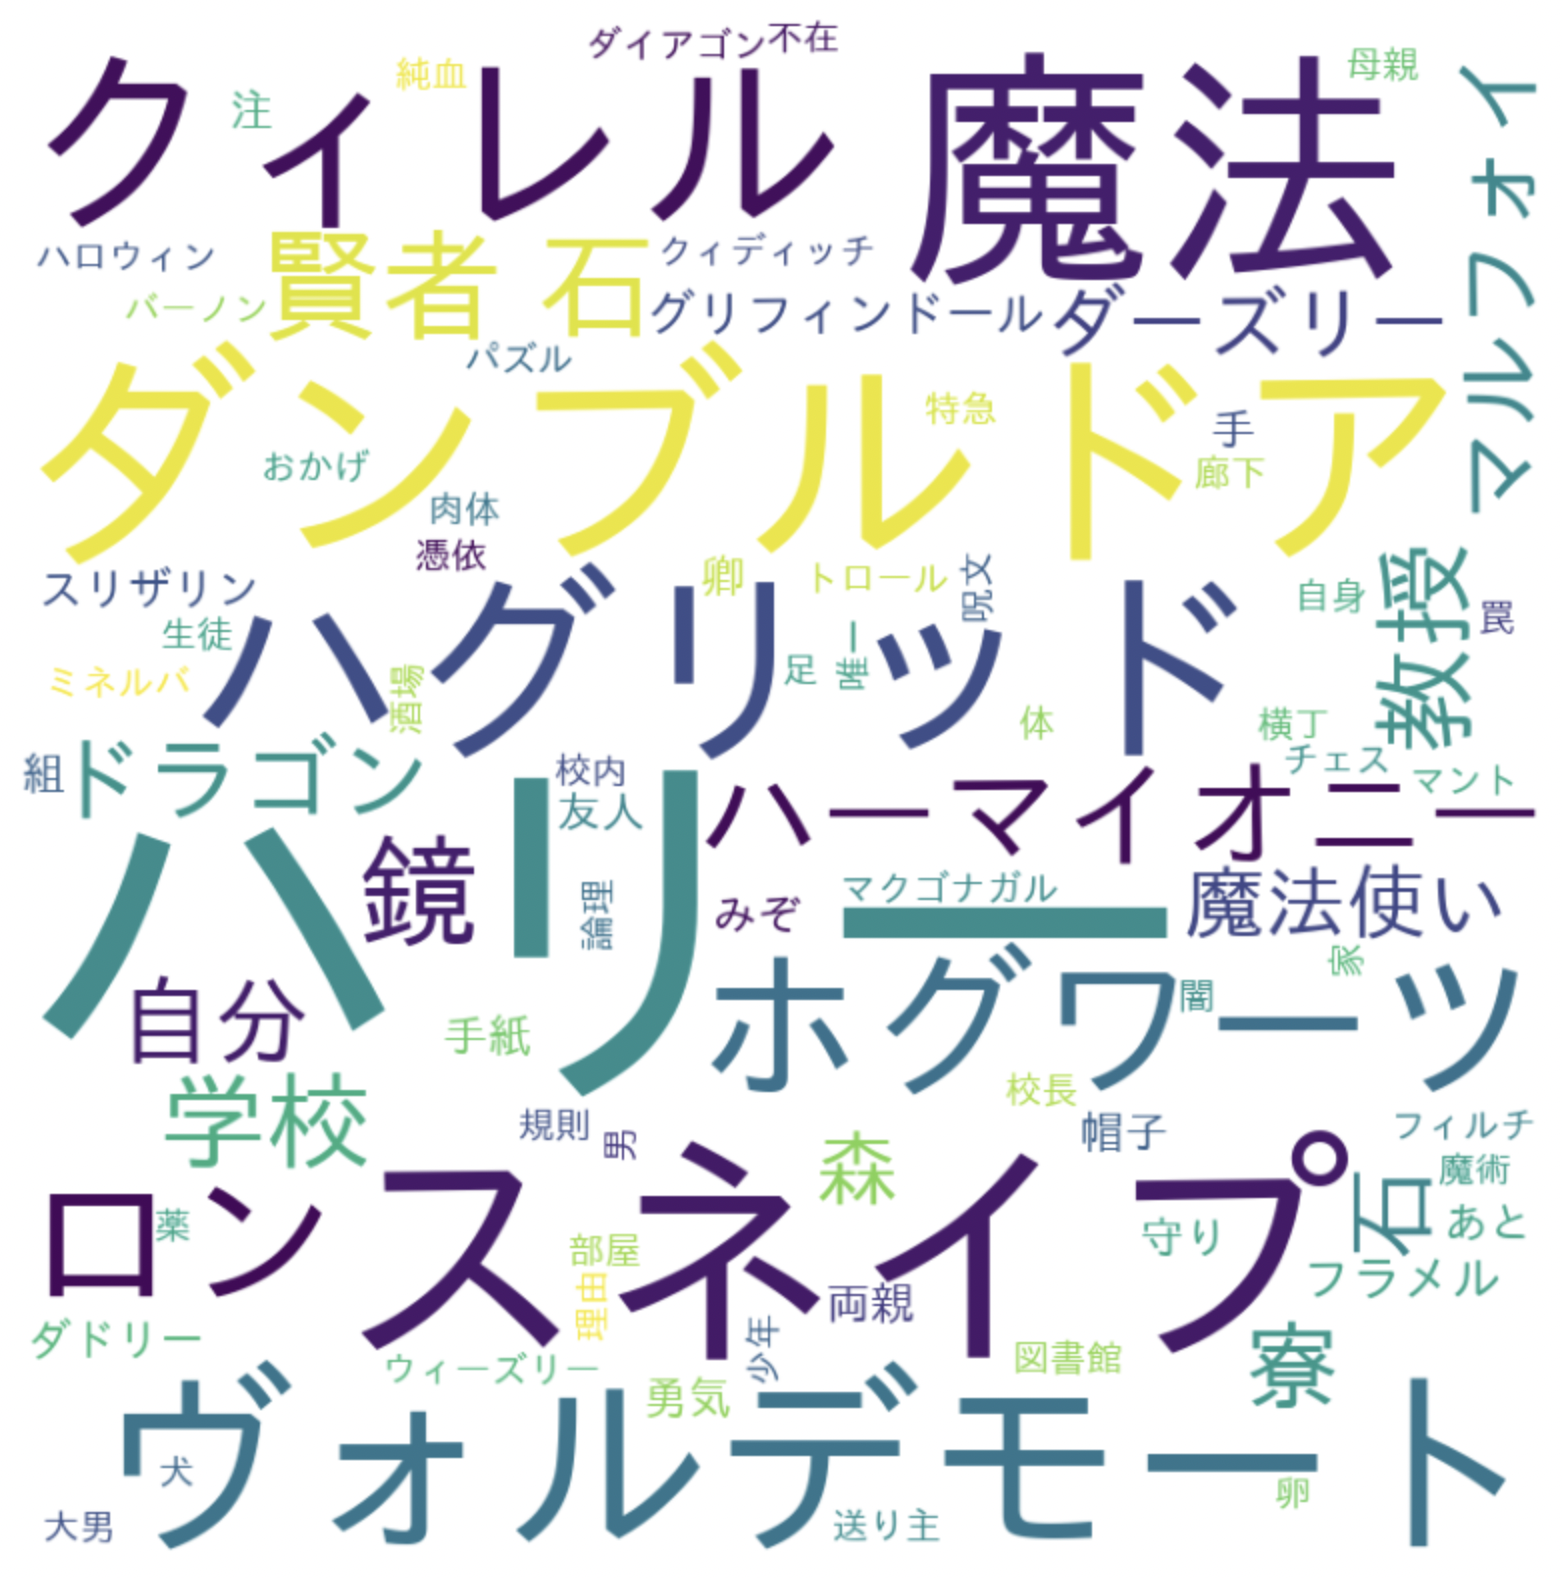 ダイアゴン
不在
純血
母親
注
クィレル
魔法
マルフォイ
ハロウィン
賢者 石
クィディッチ
バーノン
グリフィンドール
ダーズリー
パズル
ダンブルドア
特急
手
おかげ
廊下
肉体
憑依
スリザリン
ハグリッド
卿
トロール
呪文
自身
教授
罠
生徒
ミネルバ
酒場
足
唯一
体
横丁
組
ドラゴン
校内
チェス
マント
友人
ハリー
ハーマイオニー
鏡
論理
みぞ
マクゴナガル
魔法使い
家
自分
手紙
ホグワーツ
闇
学校
校長
規則
男
森
帽子
フィルチ
魔術
ロン
薬
スネイプ
石
守り
あと
部屋
フラメル
理由
両親
ダドリー
少年
ウィーズリー
図書館
寮
勇気
ヴォルデモート
犬
卵
大男
送り主